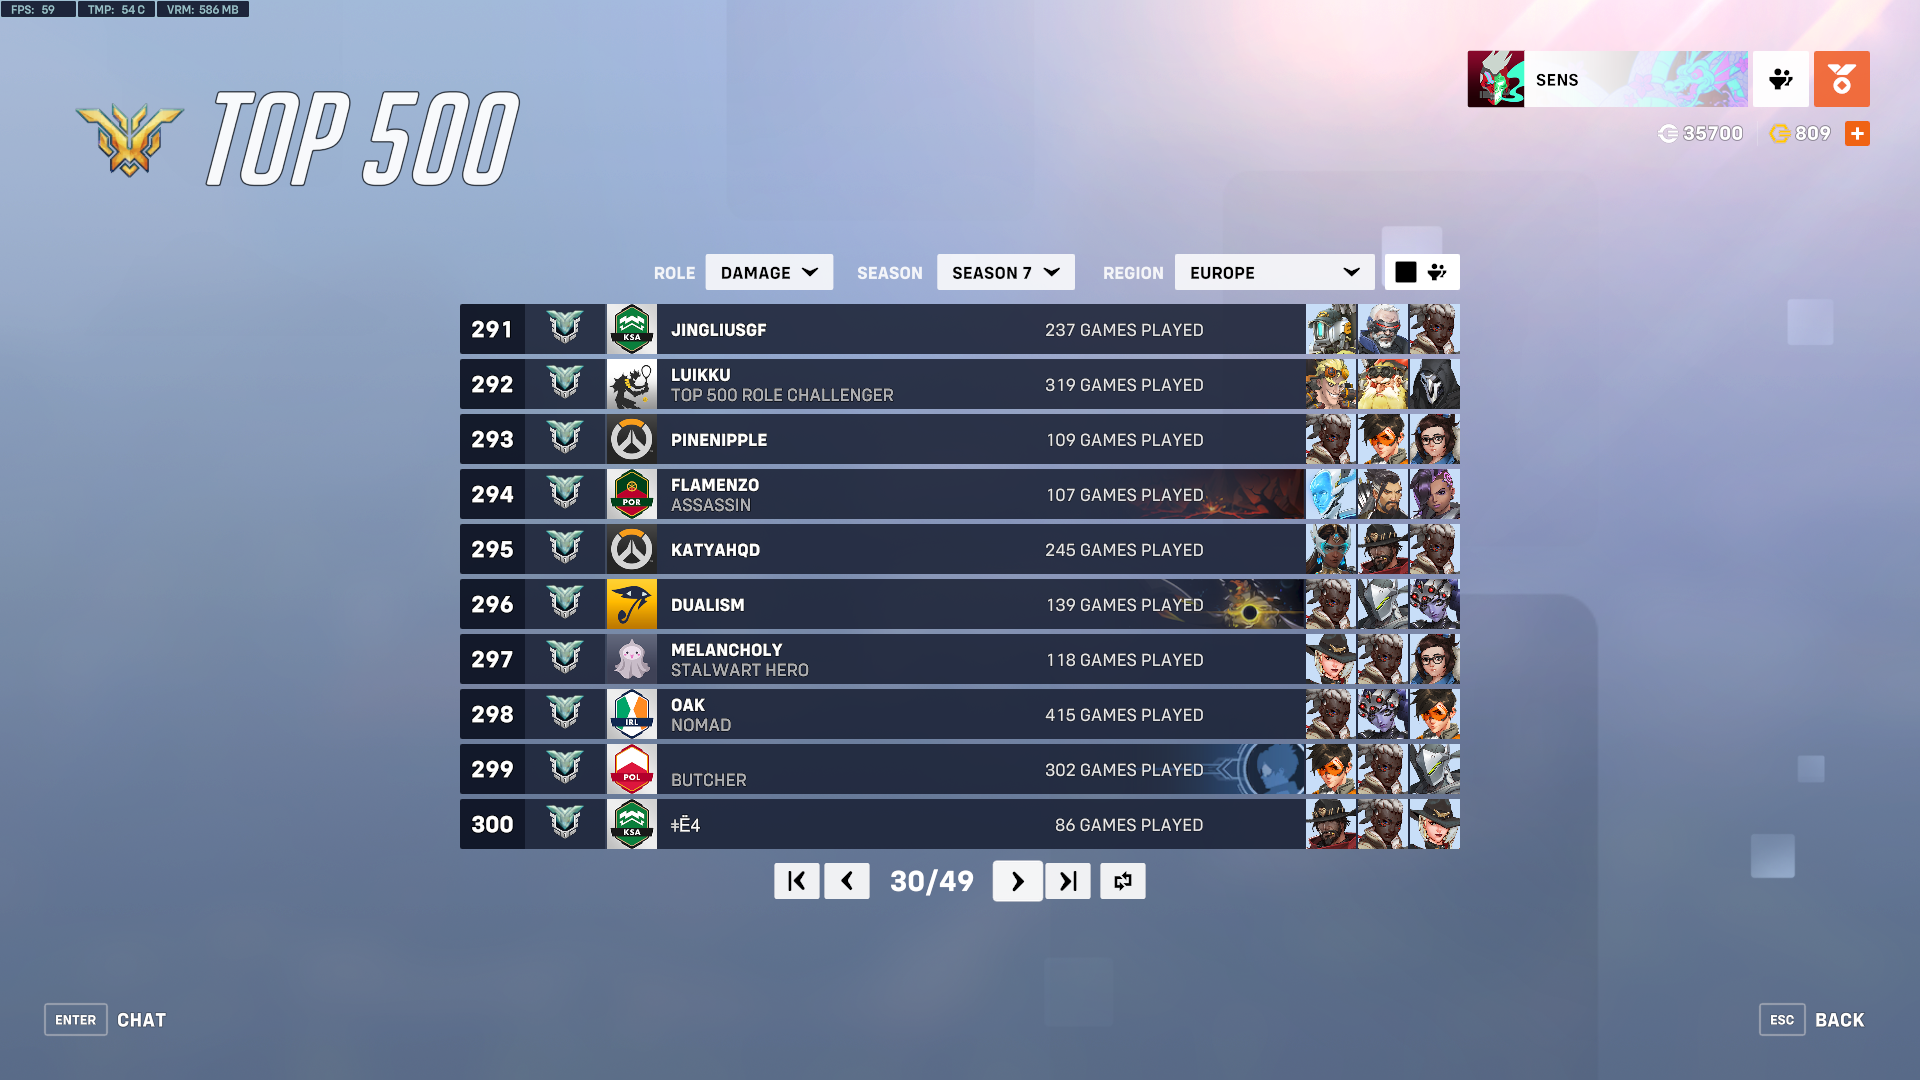 FPS: 59 TMP: 54 C VRM: 586 MB
TOP 500
SENS
35700 809
ROLE DAMAGE SEASON SEASON 7 REGION EUROPE
291 KSA JINGLIUSGF 237 GAMES PLAYED
292 LUIKKU 319 GAMES PLAYED
TOP 500 ROLE CHALLENGER
293 PINENIPPLE 109 GAMES PLAYED
294 POR FLAMENZO 107 GAMES PLAYED
ASSASSIN
295 KATYAHQD 245 GAMES PLAYED
296 DUALISM 139 GAMES PLAYED
297 MELANCHOLY 118 GAMES PLAYED
STALWART HERO
298 IRL OAK 415 GAMES PLAYED
NOMAD
299 POL 302 GAMES PLAYED
BUTCHER
300 KSA 86 GAMES PLAYED
30/49
ENTER CHAT
ESC BACK